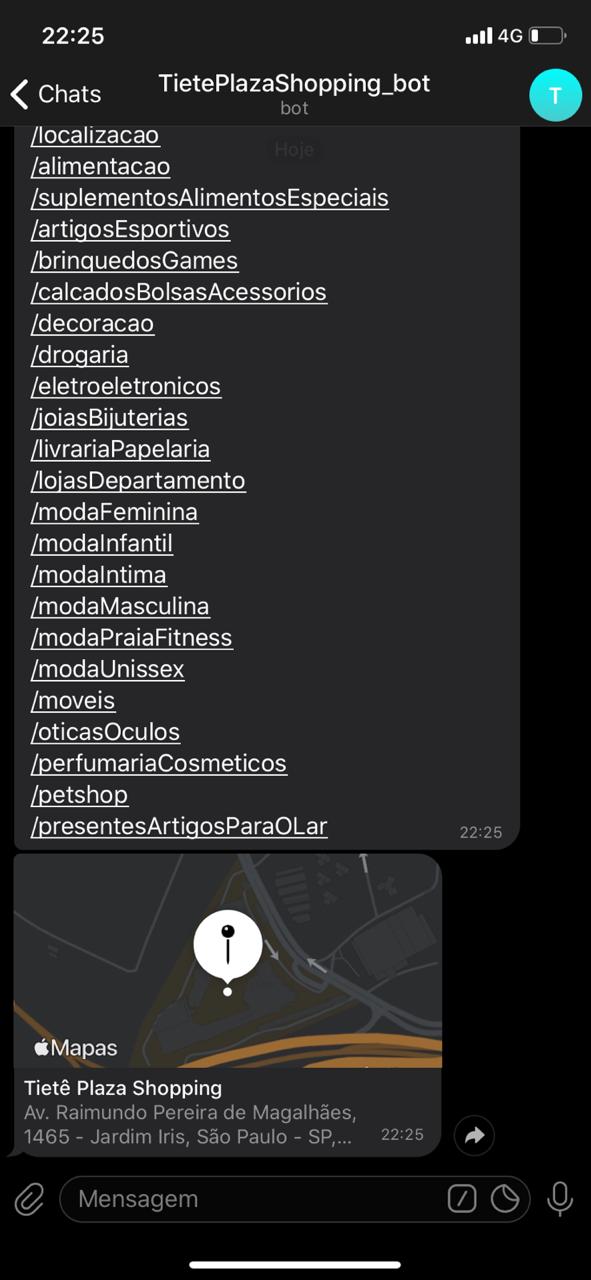 22:25
4G
Chats
TietePlazaShopping_bot
bot
T
/localizacao
Hoje
/alimentacao
/suplementosAlimentosEspeciais
/artigosEsportivos
/brinquedosGames
/calcadosBolsasAcessorios
/decoracao
/drogaria
/eletroeletronicos
/joiasBijuterias
/livrariaPapelaria
/lojasDepartamento
/modaFeminina
/modaInfantil
/modaIntima
/modaMasculina
/modaPraiaFitness
/modaUnissex
/moveis
/oticasOculos
/perfumariaCosmeticos
/petshop
/presentesArtigosParaOLar
22:25
Mapas
Tietê Plaza Shopping
Av. Raimundo Pereira de Magalhães,
1465 - Jardim Iris, São Paulo - SP,...
22:25
Mensagem